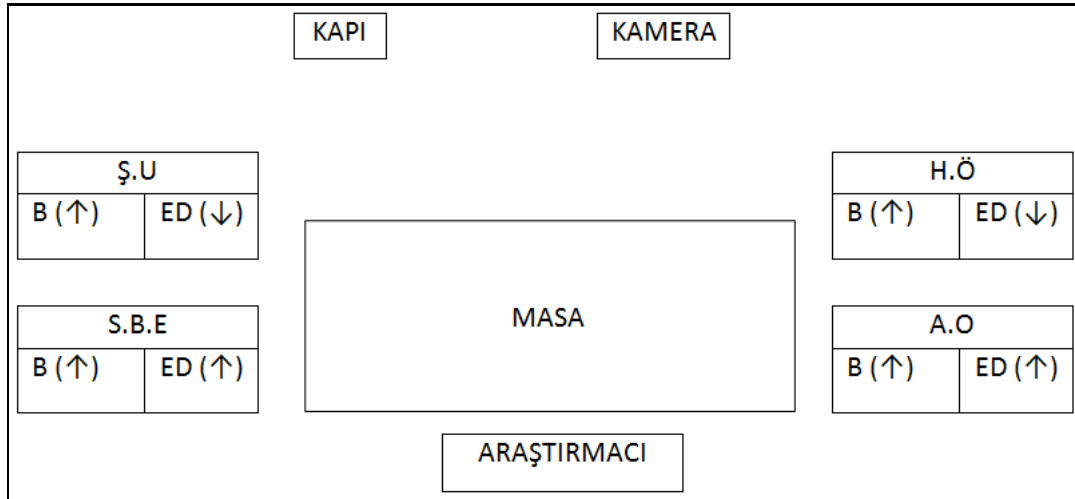 KAPI
KAMERA
Ş.U
B (↑) ED (↓)
H.Ö
B (↑) ED (↓)
S.B.E
B (↑) ED (↑)
MASA
A.O
B (↑) ED (↑)
ARAŞTIRMACI